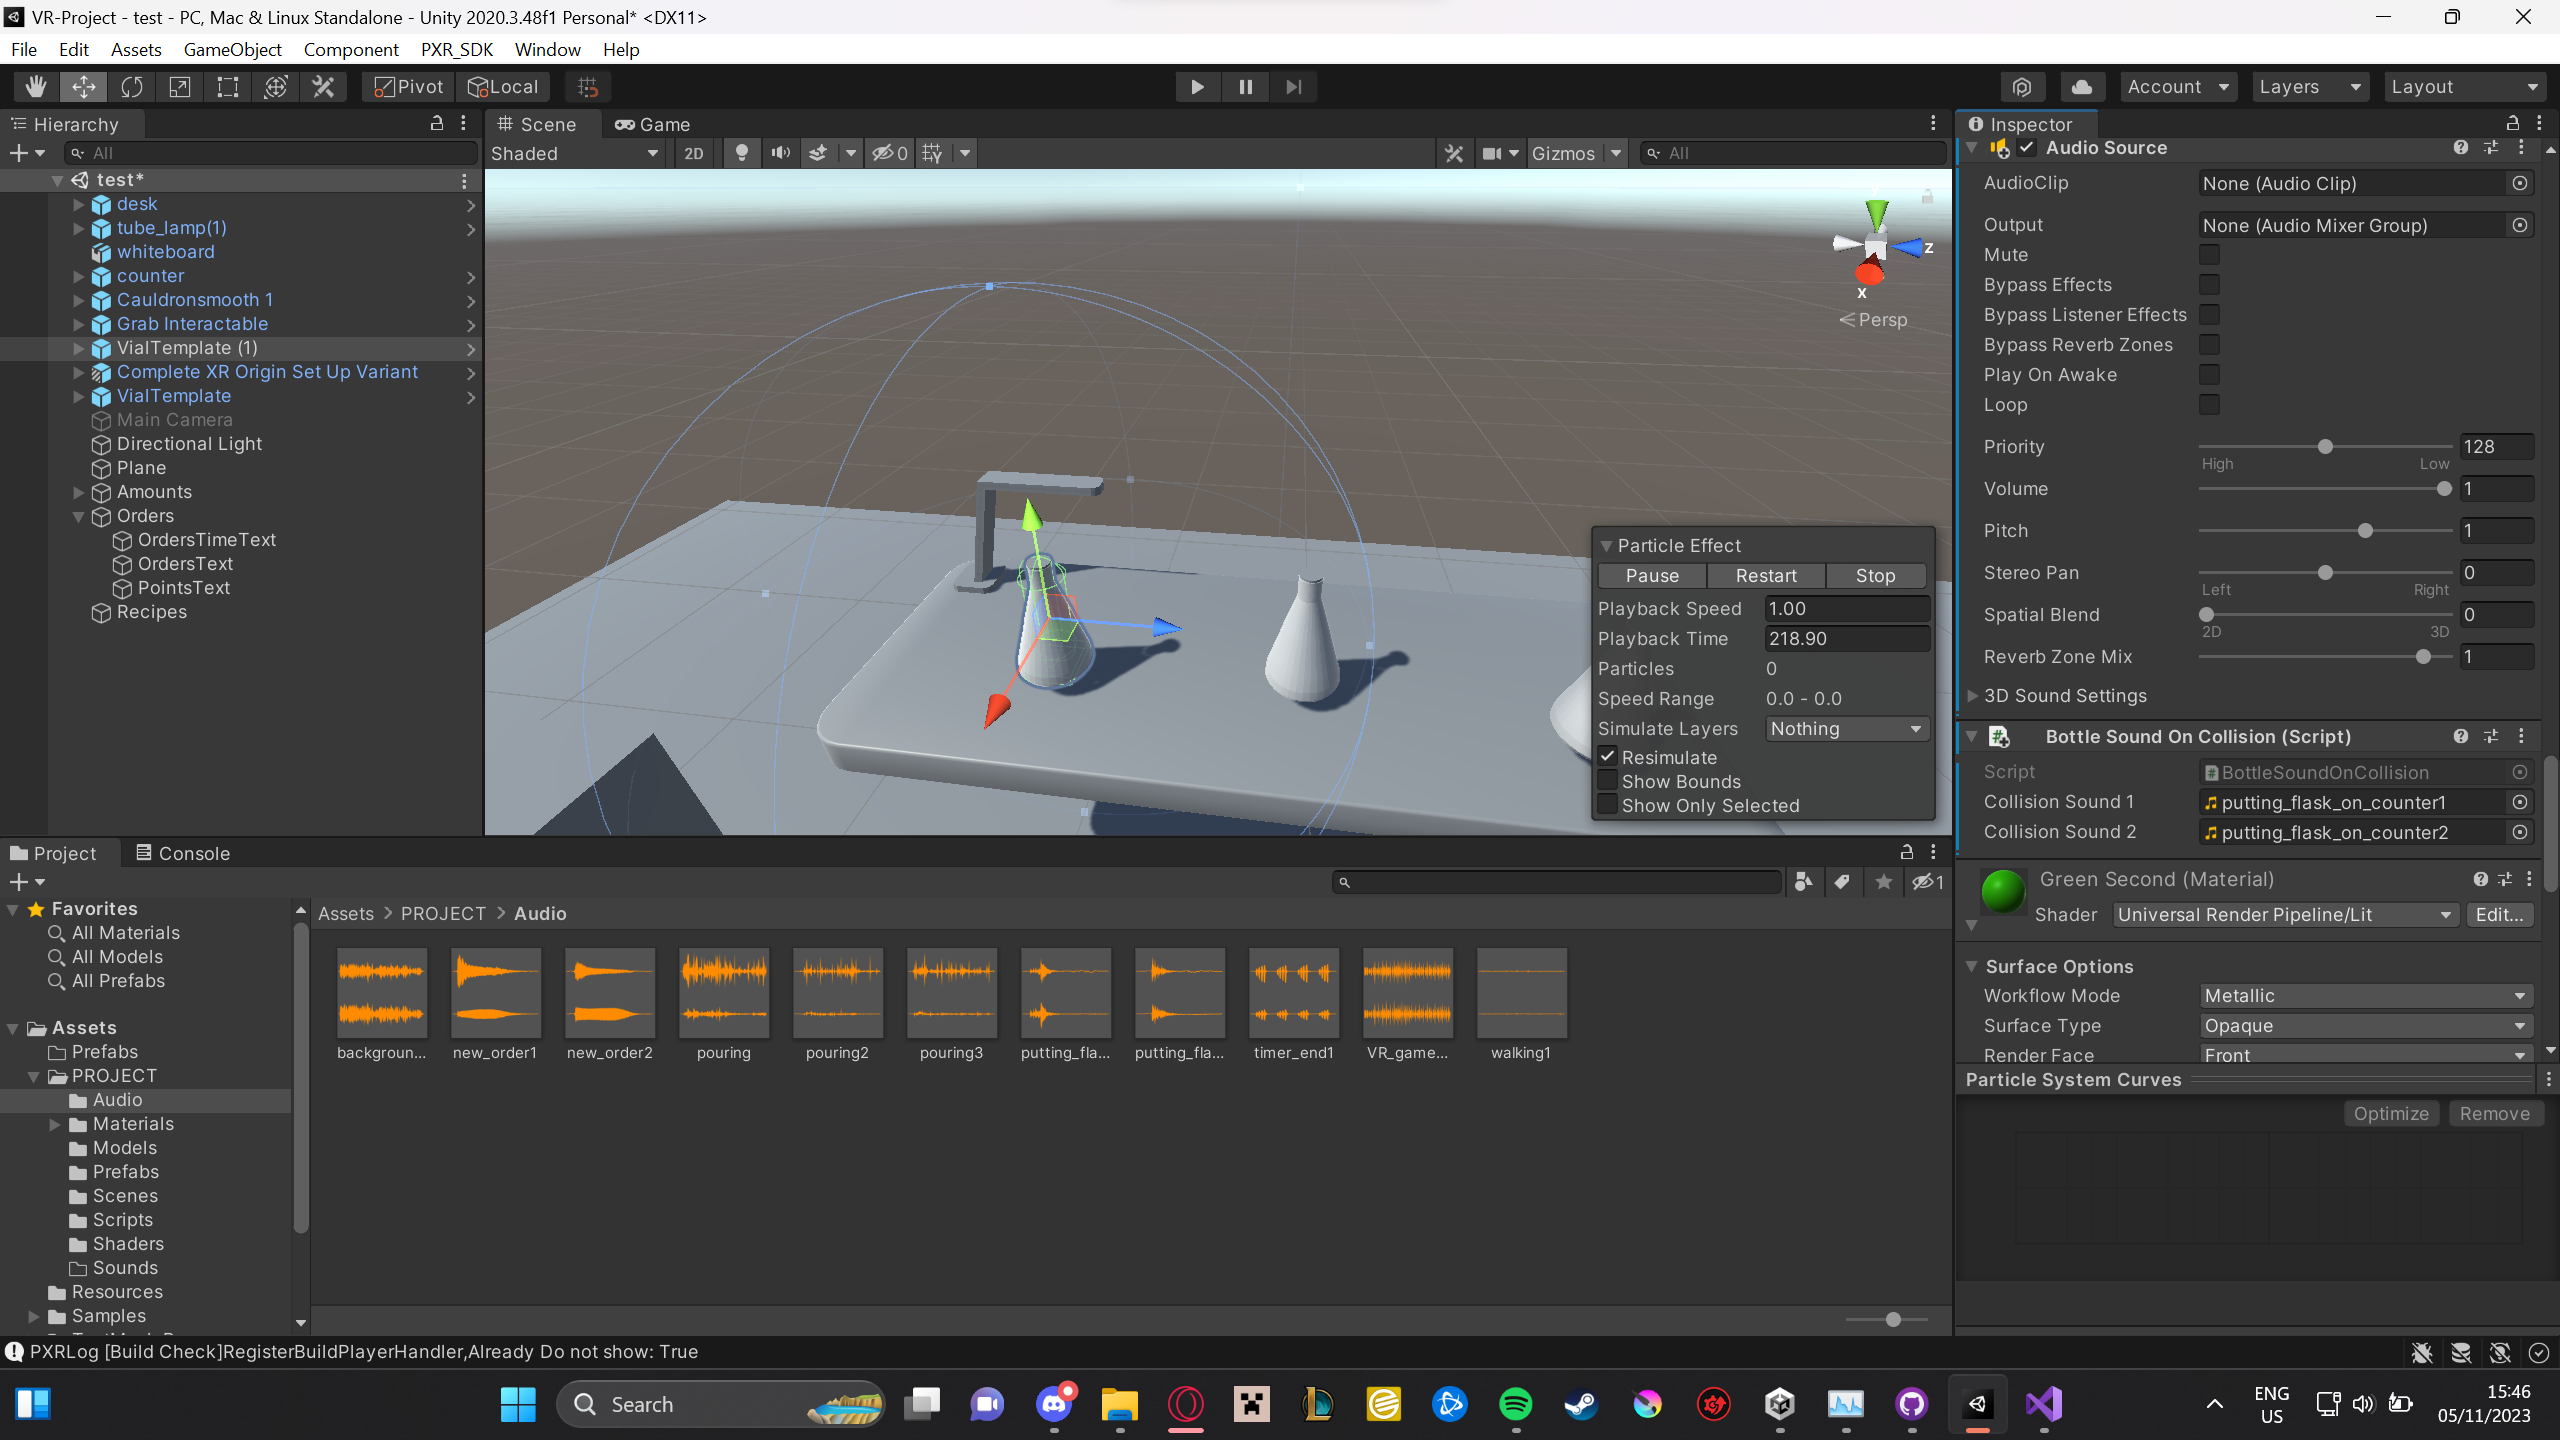 VR-Project - test - PC, Mac & Linux Standalone - Unity 2020.3.48f1 Personal* <DX11>
File Edit Assets GameObject Component PXR_SDK Window Help
Pivot Local Account Layers Layout
Hierarchy
All
test*
desk
tube_lamp(1)
whiteboard
counter
Cauldronsmooth 1
Grab Interactable
VialTemplate (1)
Complete XR Origin Set Up Variant
VialTemplate
Main Camera
Directional Light
Plane
Amounts
Orders
OrdersTimeText
OrdersText
PointsText
Recipes
Scene Game
Shaded 2D 0 Gizmos All
z
x
Persp
Particle Effect
Pause Restart Stop
Playback Speed 1.00
Playback Time 218.90
Particles 0
Speed Range 0.0 - 0.0
Simulate Layers Nothing
Resimulate
Show Bounds
Show Only Selected
Inspector
Audio Source
AudioClip None (Audio Clip)
Output None (Audio Mixer Group)
Mute
Bypass Effects
Bypass Listener Effects
Bypass Reverb Zones
Play On Awake
Loop
Priority 128
High Low
Volume 1
Pitch 1
Stereo Pan 0
Left Right
Spatial Blend 0
2D 3D
Reverb Zone Mix 1
3D Sound Settings
Bottle Sound On Collision (Script)
Script BottleSoundOnCollision
Collision Sound 1 putting_flask_on_counter1
Collision Sound 2 putting_flask_on_counter2
Green Second (Material)
Shader Universal Render Pipeline/Lit Edit...
Surface Options
Workflow Mode Metallic
Surface Type Opaque
Render Face Front
Particle System Curves
Optimize Remove
Project Console
1
Favorites
All Materials
All Models
All Prefabs
Assets
Prefabs
PROJECT
Audio
Materials
Models
Prefabs
Scenes
Scripts
Shaders
Sounds
Resources
Samples
Assets > PROJECT > Audio
backgroun... new_order1 new_order2 pouring pouring2 pouring3 putting_fla... putting_fla... timer_end1 VR_game... walking1
PXRLog [Build Check]RegisterBuildPlayerHandler,Already Do not show: True
Search
ENG
US
15:46
05/11/2023